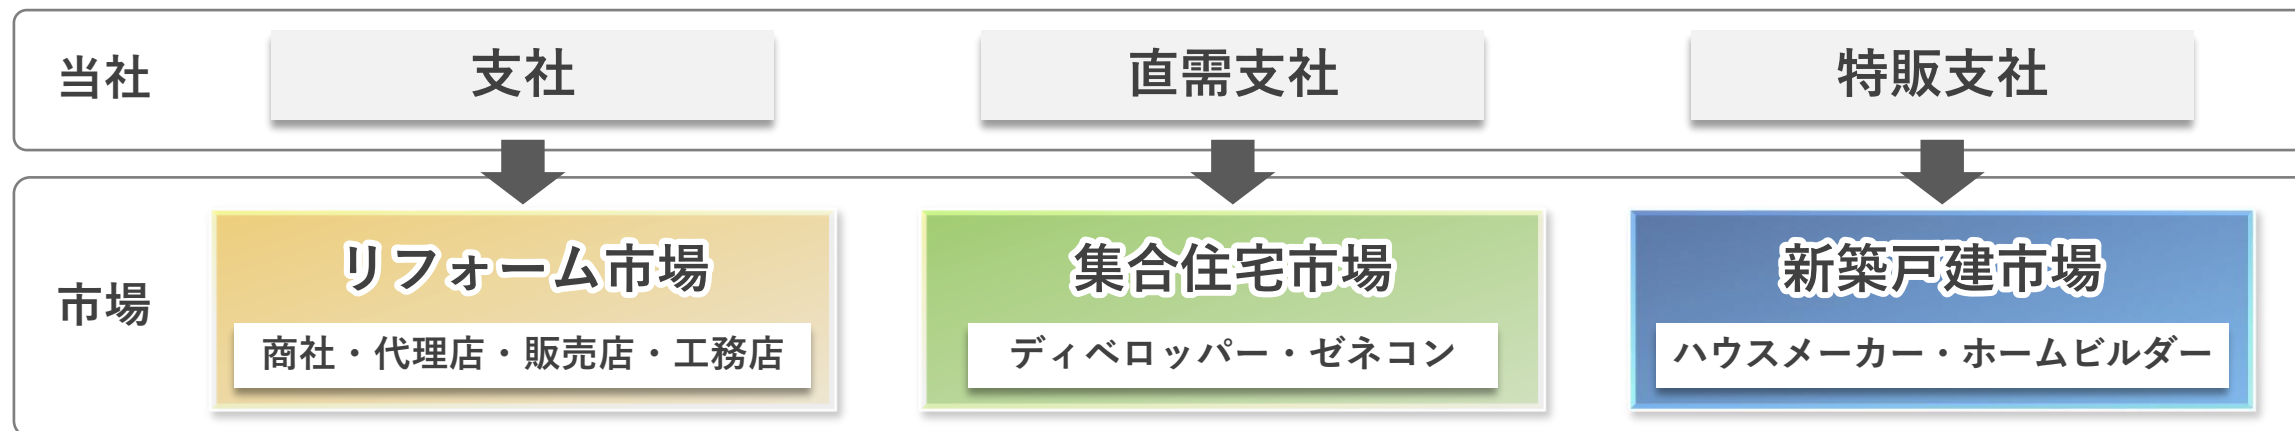 当社
支社
直需支社
特販支社
市場
リフォーム市場
商社・代理店・販売店・工務店
集合住宅市場
ディベロッパー・ゼネコン
新築戸建市場
ハウスメーカー・ホームビルダー